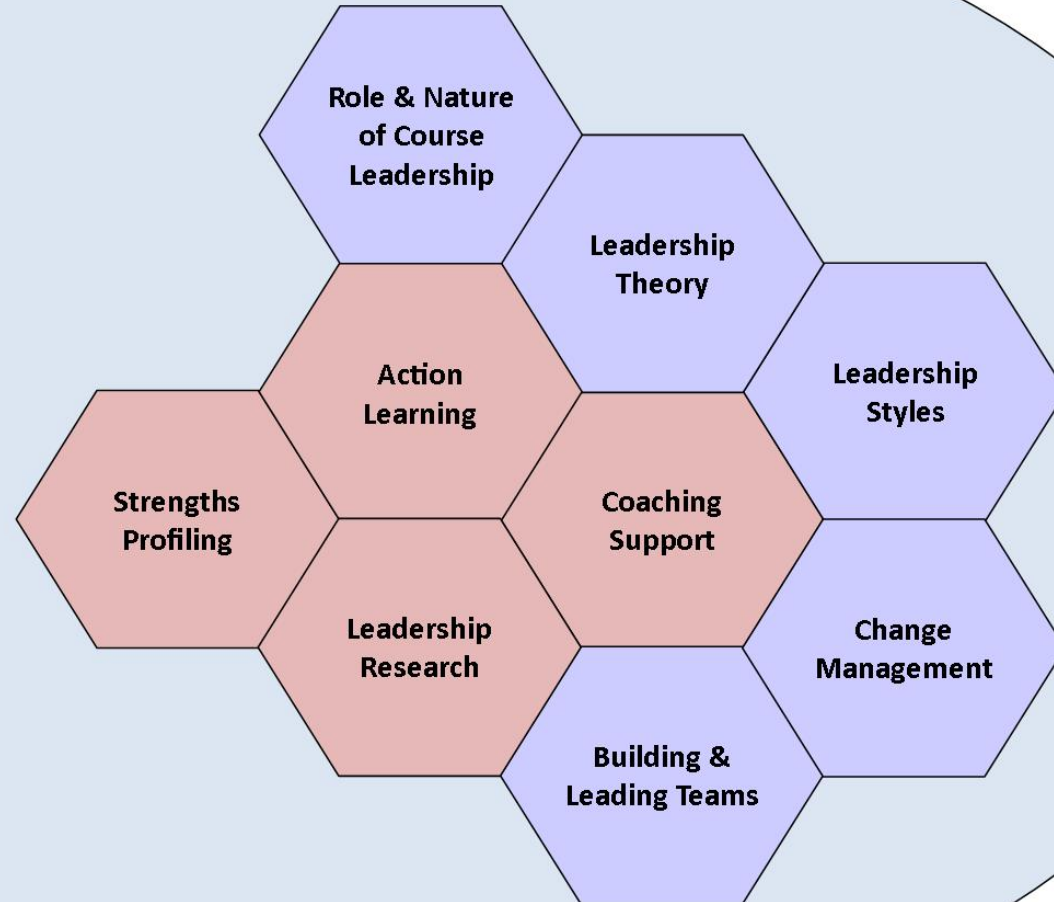 Role & Nature
of Course
Leadership
Leadership
Theory
Action
Learning
Leadership
Styles
Strengths
Profiling
Coaching
Support
Leadership
Research
Change
Management
Building &
Leading Teams